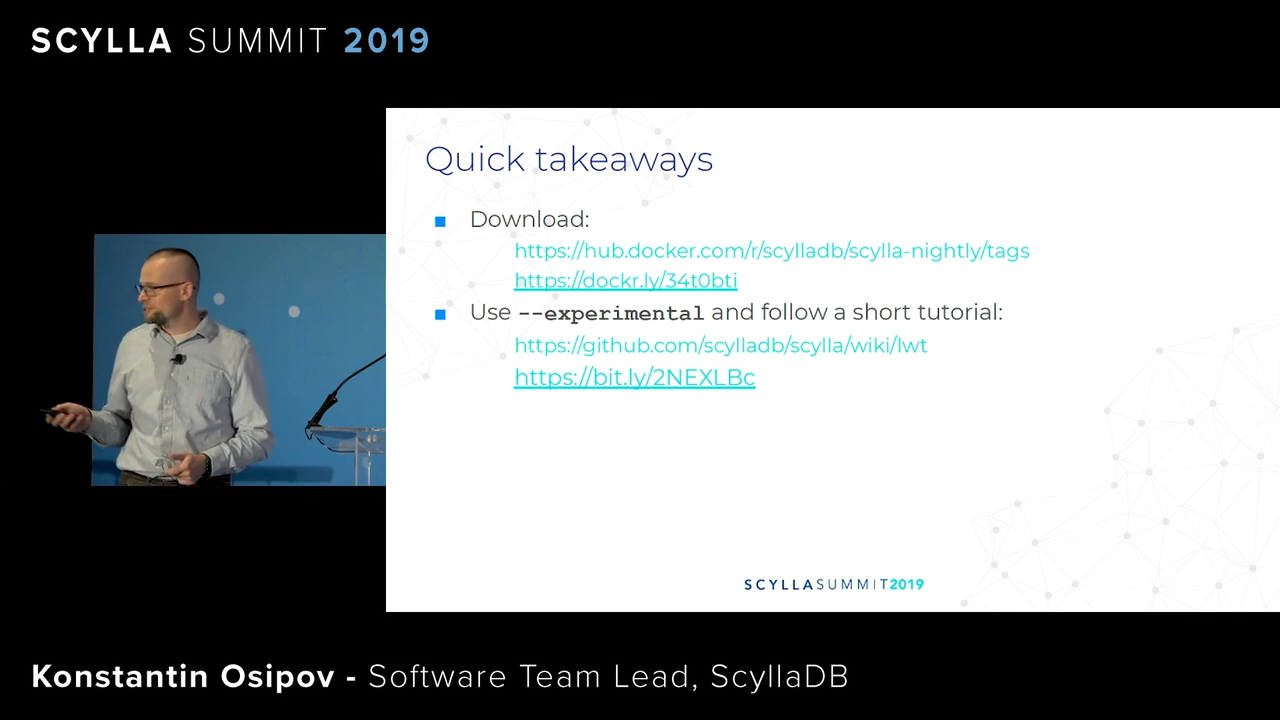 SCYLLA SUMMIT 2019
Quick takeaways
Download:
https://hub.docker.com/r/scylladb/scylla-nightly/tags
https://dockr.ly/34t0bti
Use --experimental and follow a short tutorial:
https://github.com/scylladb/scylla/wiki/lwt
https://bit.ly/2NEXLBc
SCYLLASUMMIT2019
Konstantin Osipov - Software Team Lead, ScyllaDB